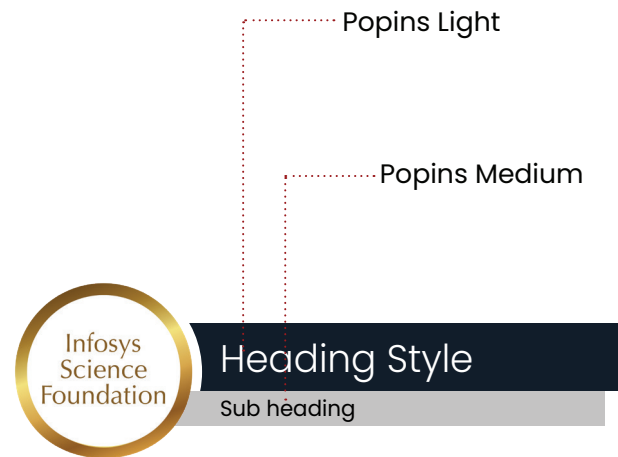 Popins Light
Popins Medium
Infosys
Science
Foundation
Heading Style
Sub heading